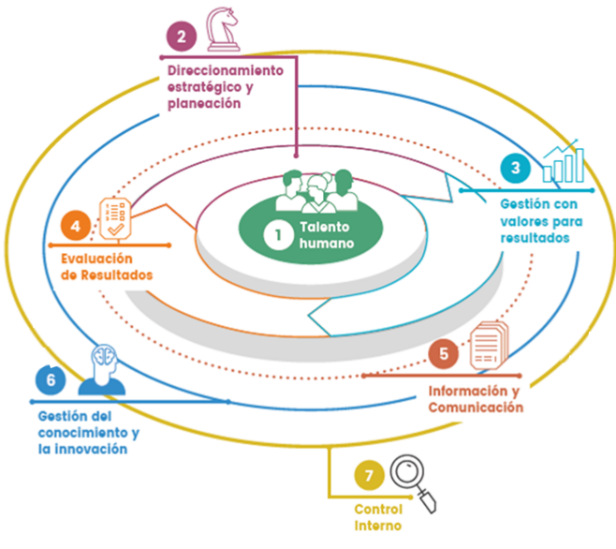 2
Direccionamiento
estratégico y
planeación
3
Gestión con
valores para
resultados
1
Talento
humano
4
Evaluación
de Resultados
5
Información y
Comunicación
6
Gestión del
conocimiento y
la innovación
7
Control
Interno